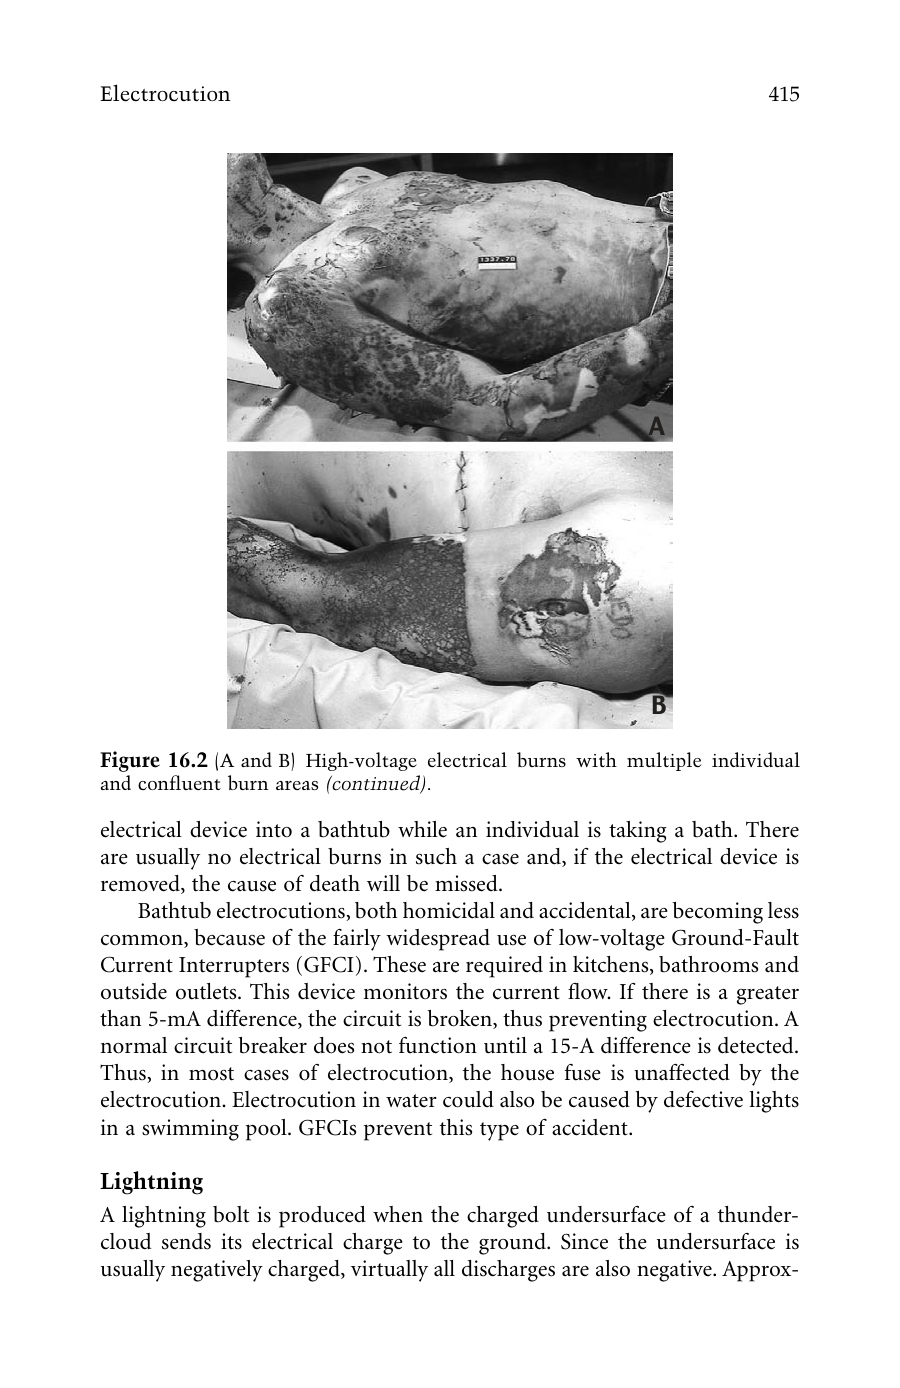 Electrocution 415
1337.78
A
EDO
B
Figure 16.2 (A and B) High-voltage electrical burns with multiple individual
and confluent burn areas (continued).
electrical device into a bathtub while an individual is taking a bath. There
are usually no electrical burns in such a case and, if the electrical device is
removed, the cause of death will be missed.
Bathtub electrocutions, both homicidal and accidental, are becoming less
common, because of the fairly widespread use of low-voltage Ground-Fault
Current Interrupters (GFCI). These are required in kitchens, bathrooms and
outside outlets. This device monitors the current flow. If there is a greater
than 5-mA difference, the circuit is broken, thus preventing electrocution. A
normal circuit breaker does not function until a 15-A difference is detected.
Thus, in most cases of electrocution, the house fuse is unaffected by the
electrocution. Electrocution in water could also be caused by defective lights
in a swimming pool. GFCIs prevent this type of accident.
Lightning
A lightning bolt is produced when the charged undersurface of a thunder-
cloud sends its electrical charge to the ground. Since the undersurface is
usually negatively charged, virtually all discharges are also negative. Approx-